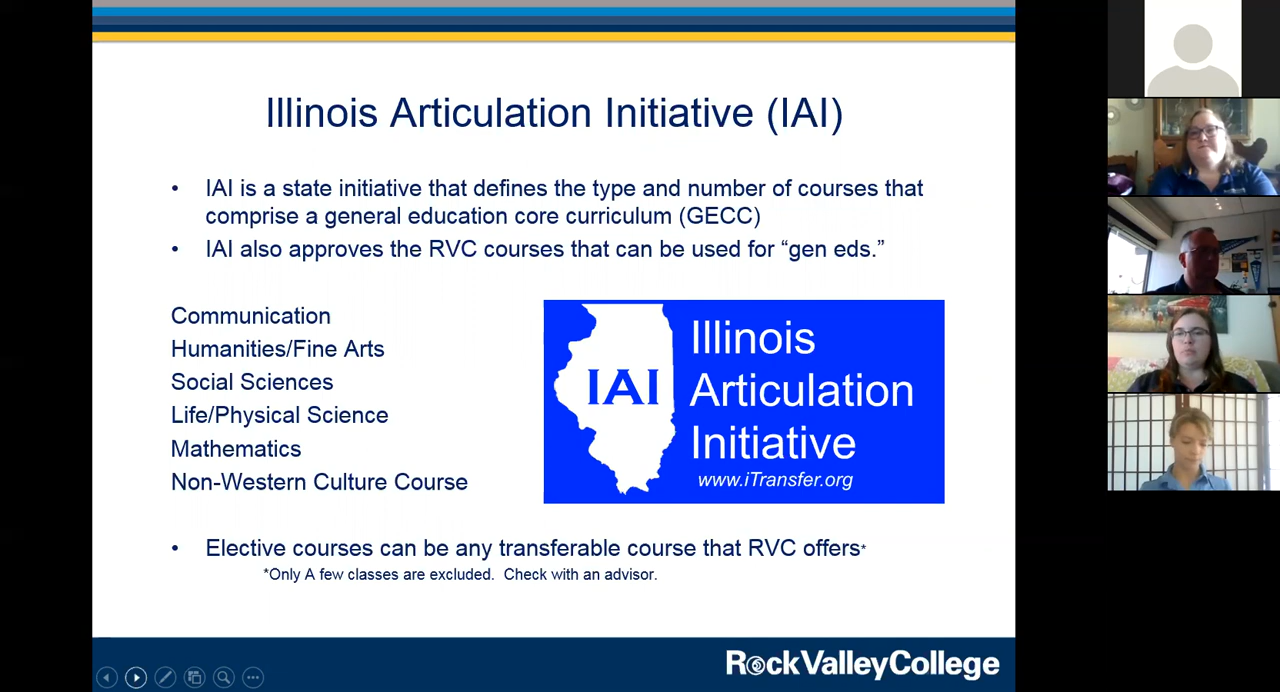 Illinois Articulation Initiative (IAI)
• IAI is a state initiative that defines the type and number of courses that
comprise a general education core curriculum (GECC)
• IAI also approves the RVC courses that can be used for “gen eds.”
Communication
Humanities/Fine Arts
Social Sciences
Life/Physical Science
Mathematics
Non-Western Culture Course
IAI
Illinois
Articulation
Initiative
www.iTransfer.org
• Elective courses can be any transferable course that RVC offers*
*Only A few classes are excluded. Check with an advisor.
RockValleyCollege